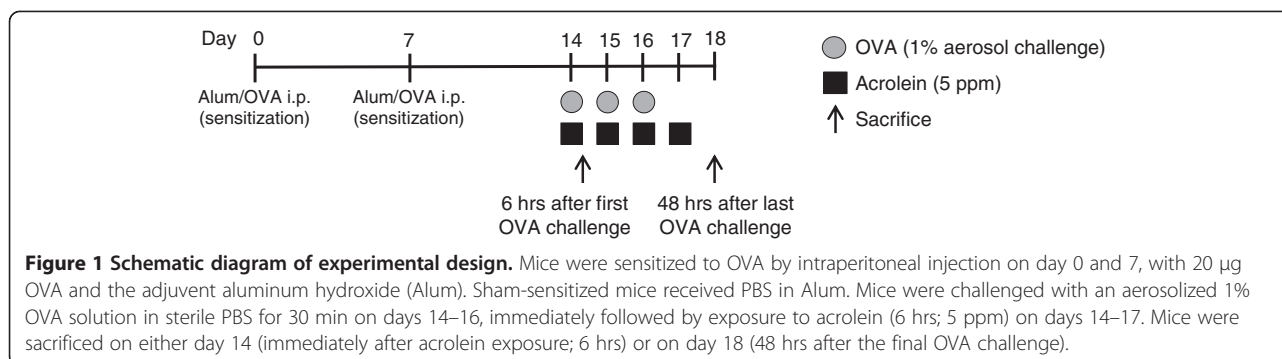 Day 0 7 14 15 16 17 18
OVA (1% aerosol challenge)
Alum/OVA i.p. Alum/OVA i.p.
(sensitization) (sensitization)
Acrolein (5 ppm)
Sacrifice
6 hrs after first 48 hrs after last
OVA challenge OVA challenge
Figure 1 Schematic diagram of experimental design. Mice were sensitized to OVA by intraperitoneal injection on day 0 and 7, with 20 μg
OVA and the adjuvent aluminum hydroxide (Alum). Sham-sensitized mice received PBS in Alum. Mice were challenged with an aerosolized 1%
OVA solution in sterile PBS for 30 min on days 14–16, immediately followed by exposure to acrolein (6 hrs; 5 ppm) on days 14–17. Mice were
sacrificed on either day 14 (immediately after acrolein exposure; 6 hrs) or on day 18 (48 hrs after the final OVA challenge).